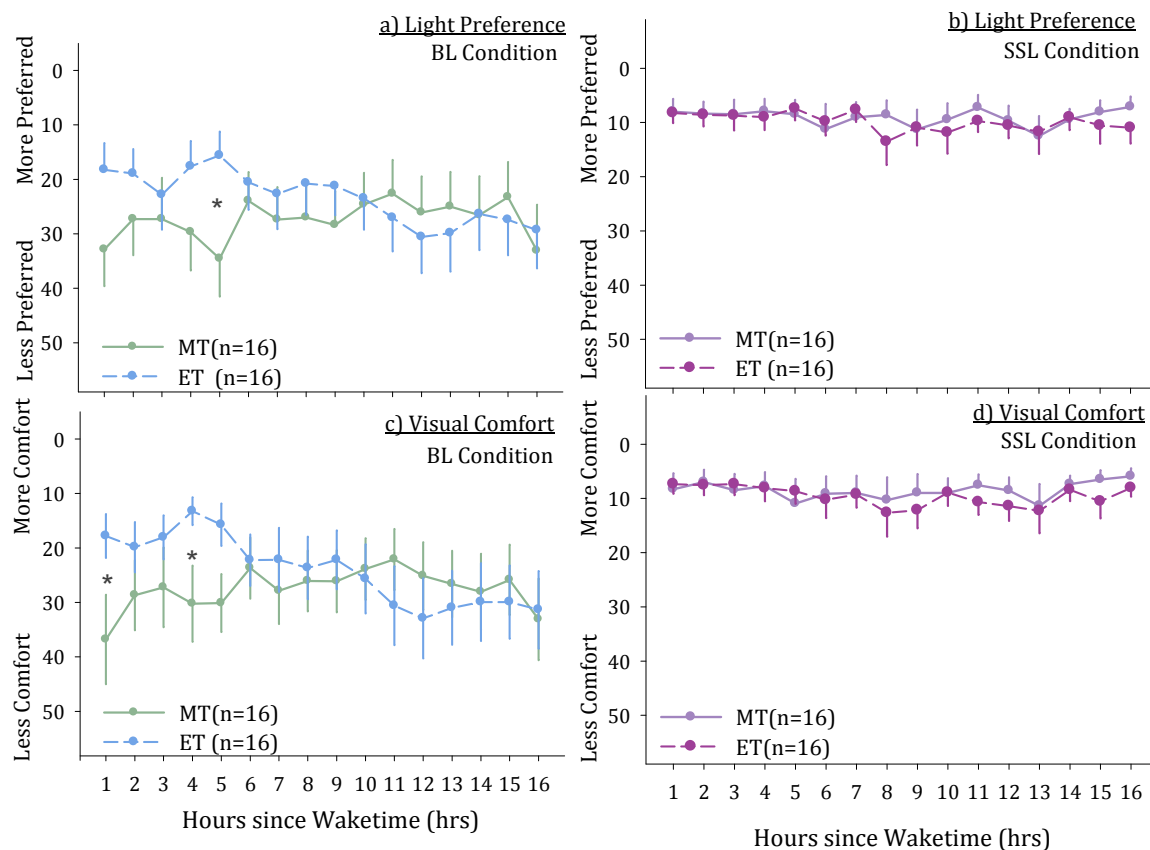 a) Light Preference
BL Condition
More Preferred
Less Preferred
0
10
20
30
40
50
*
MT(n=16)
ET (n=16)
b) Light Preference
SSL Condition
More Preferred
Less Preferred
0
10
20
30
40
50
MT(n=16)
ET (n=16)
c) Visual Comfort
BL Condition
More Comfort
Less Comfort
0
10
20
30
40
50
*
*
MT(n=16)
ET (n=16)
1 2 3 4 5 6 7 8 9 10 11 12 13 14 15 16
Hours since Waketime (hrs)
d) Visual Comfort
SSL Condition
More Comfort
Less Comfort
0
10
20
30
40
50
MT(n=16)
ET(n=16)
1 2 3 4 5 6 7 8 9 10 11 12 13 14 15 16
Hours since Waketime (hrs)